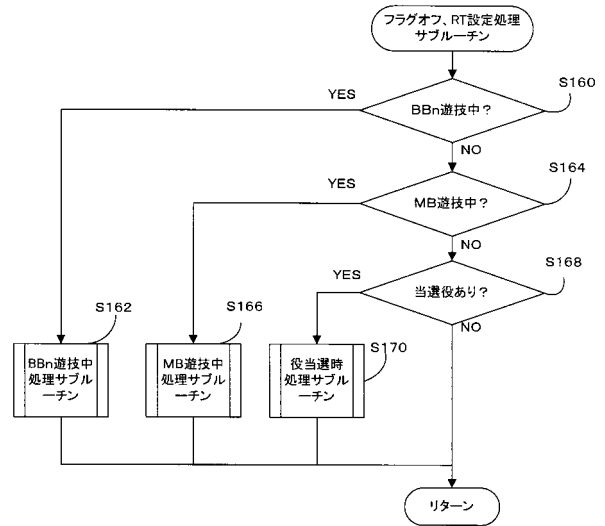 フラグオフ、RT設定処理
サブルーチン
S160
YES
BBn遊技中？
NO
S164
YES
MB遊技中？
NO
S168
YES
当選役あり？
NO
S162
BBn遊技中
処理サブル
ーチン
S166
MB遊技中
処理サブル
ーチン
S170
役当選時
処理サブル
ーチン
リターン